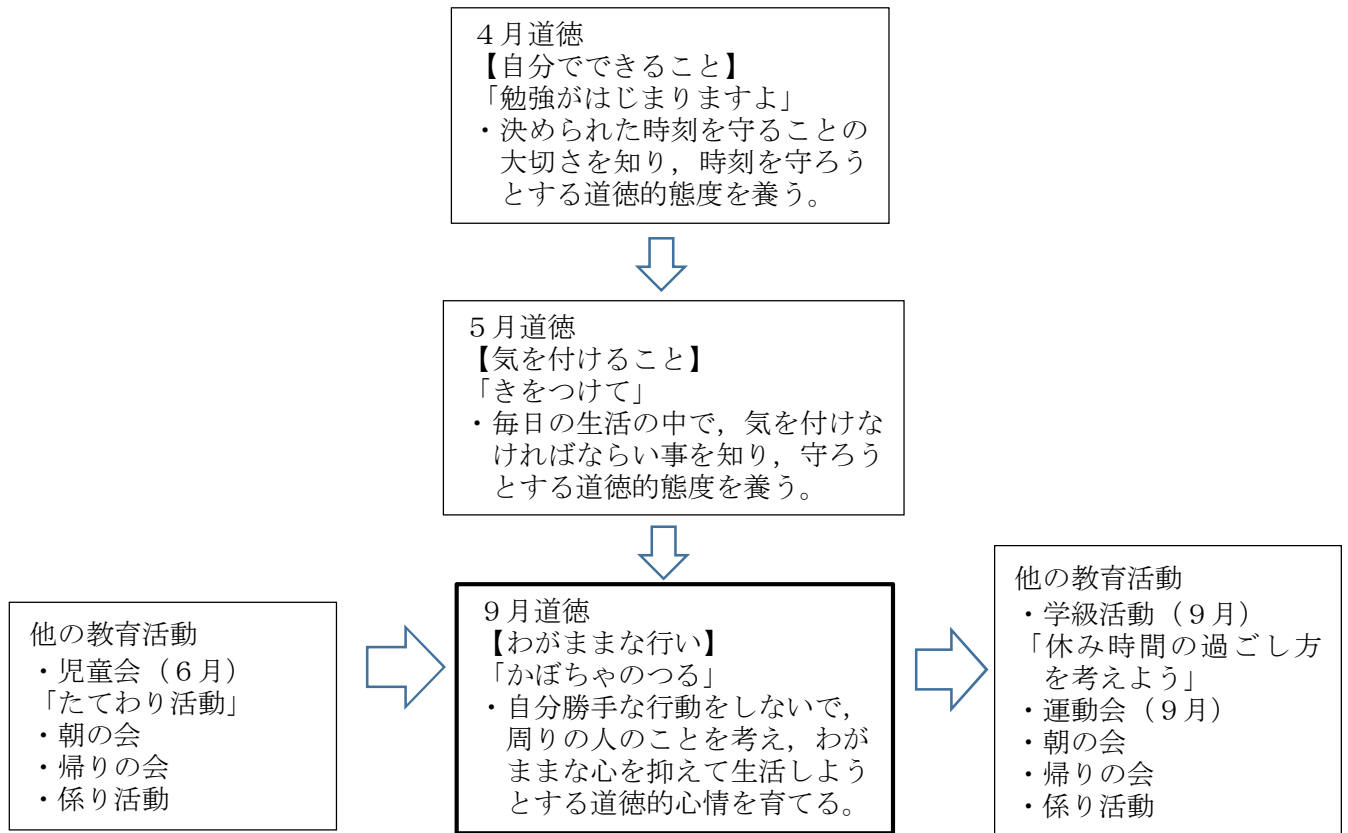 ４月道徳
【自分でできること】
「勉強がはじまりますよ」
・決められた時刻を守ることの
大切さを知り，時刻を守ろう
とする道徳的態度を養う。
５月道徳
【気を付けること】
「きをつけて」
・毎日の生活の中で，気を付けな
ければならい事を知り，守ろう
とする道徳的態度を養う。
他の教育活動
・児童会（６月）
「たてわり活動」
・朝の会
・帰りの会
・係り活動
９月道徳
【わがままな行い】
「かぼちゃのつる」
・自分勝手な行動をしないで，
周りの人のことを考え，わが
ままな心を抑えて生活しよう
とする道徳的心情を育てる。
他の教育活動
・学級活動（９月）
「休み時間の過ごし方
を考えよう」
・運動会（９月）
・朝の会
・帰りの会
・係り活動